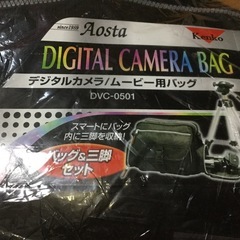 SINCE 1959
Aosta
Kenko
DIGITAL CAMERA BAG
デジタルカメラ/ムービー用バッグ
DVC-0501
スマートにバッグ
内に三脚を収納!
バッグ&三脚
セット